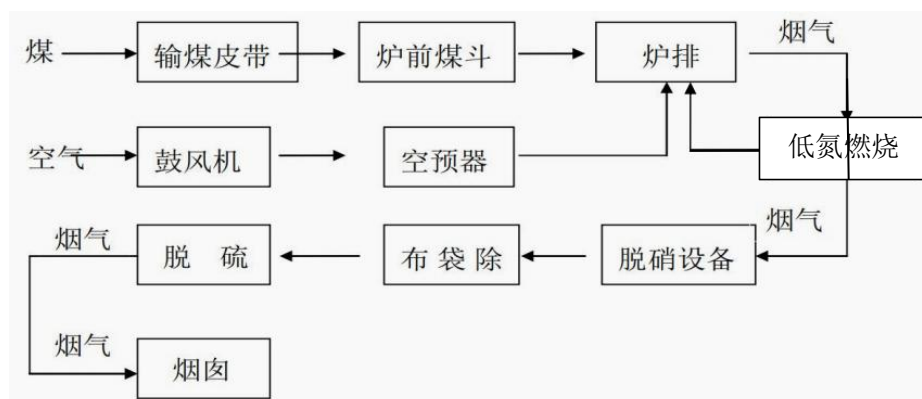 煤
输煤皮带
炉前煤斗
炉排
烟气
空气
鼓风机
空预器
低氮燃烧
烟气
脱 硫
布袋除
脱硝设备
烟气
烟气
烟囱